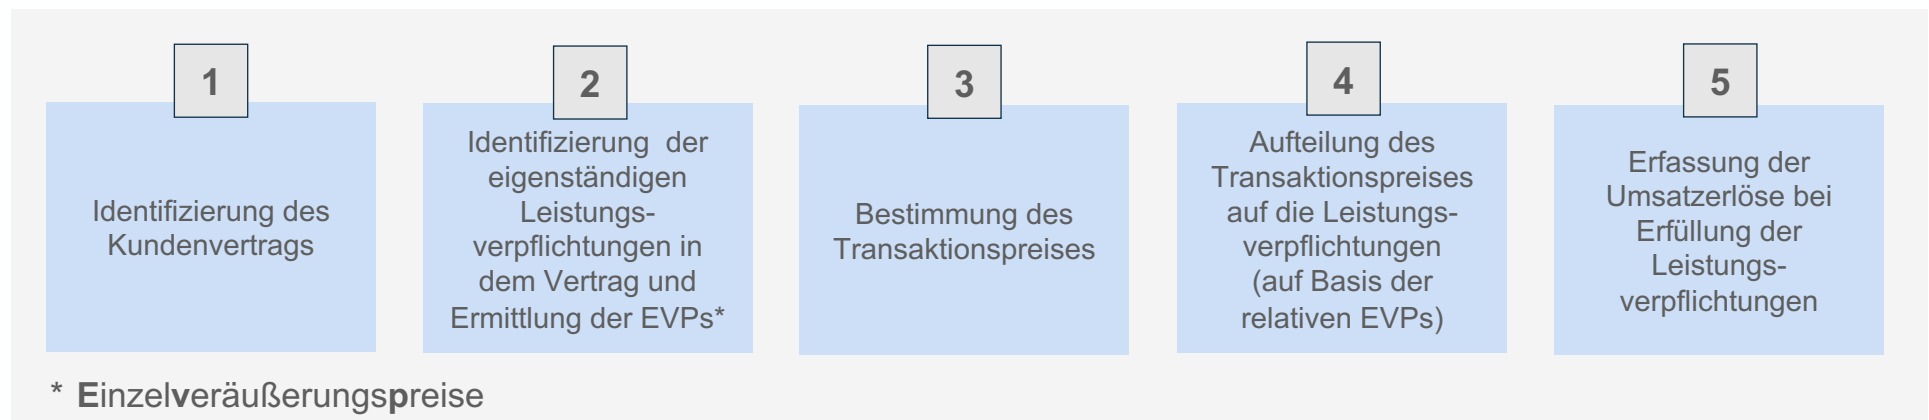 1
Identifizierung des
Kundenvertrags
2
Identifizierung der
eigenständigen
Leistungs-
verpflichtungen in
dem Vertrag und
Ermittlung der EVPs*
3
Bestimmung des
Transaktionspreises
4
Aufteilung des
Transaktionspreises
auf die Leistungs-
verpflichtungen
(auf Basis der
relativen EVPs)
5
Erfassung der
Umsatzerlöse bei
Erfüllung der
Leistungs-
verpflichtungen
* Einzelveräußerungspreise